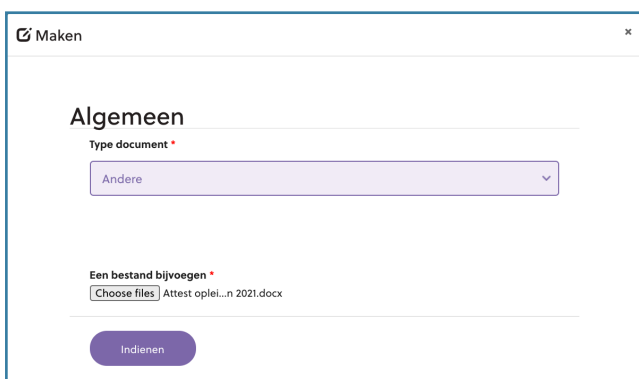 Maken
×
Algemeen
Type document *
Andere
Een bestand bijvoegen *
Choose files Attest oplei...n 2021.docx
Indienen